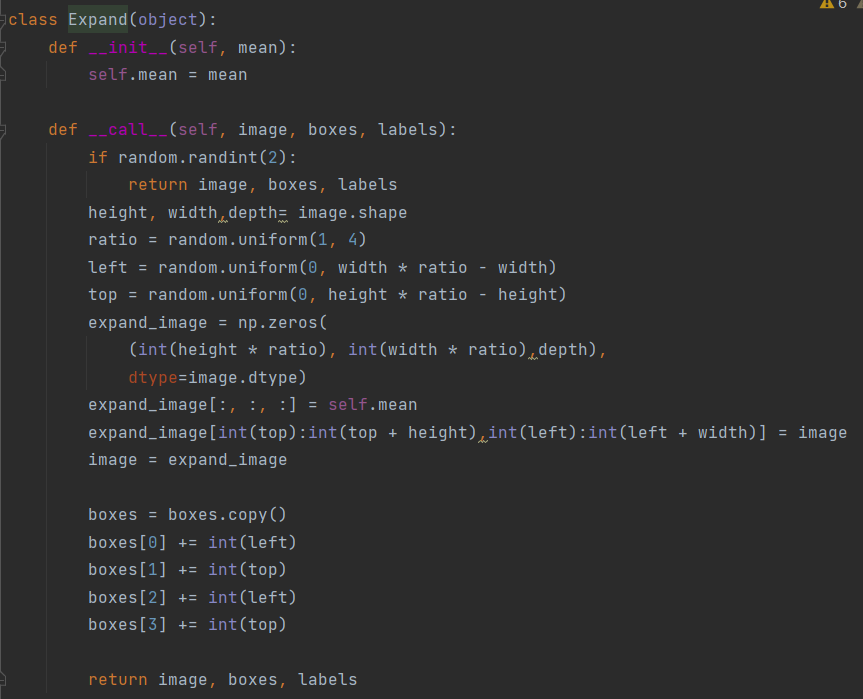 6
class Expand(object):
    def __init__(self, mean):
        self.mean = mean

    def __call__(self, image, boxes, labels):
        if random.randint(2):
            return image, boxes, labels
        height, width,depth= image.shape
        ratio = random.uniform(1, 4)
        left = random.uniform(0, width * ratio - width)
        top = random.uniform(0, height * ratio - height)
        expand_image = np.zeros(
            (int(height * ratio), int(width * ratio),depth),
            dtype=image.dtype)
        expand_image[:, :, :] = self.mean
        expand_image[int(top):int(top + height),int(left):int(left + width)] = image
        image = expand_image

        boxes = boxes.copy()
        boxes[0] += int(left)
        boxes[1] += int(top)
        boxes[2] += int(left)
        boxes[3] += int(top)

        return image, boxes, labels